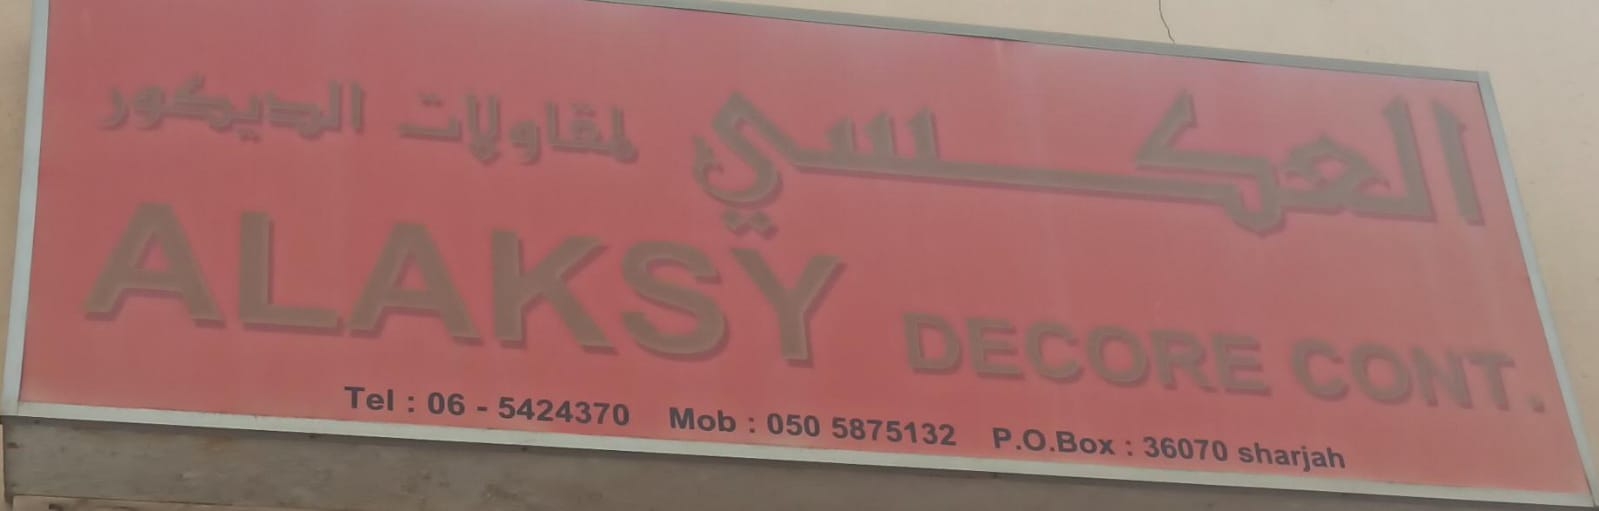 العكسي لمقاولات الديكور
ALAKSY DECORE CONT.
Tel : 06 - 5424370 Mob : 050 5875132 P.O.Box : 36070 sharjah